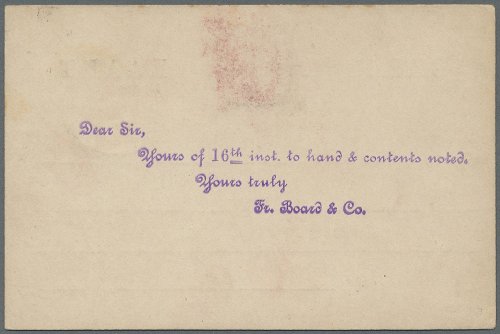 Dear Sir,
Yours of 16th inst. to hand & contents noted.
Yours truly
Fr. Board & Co.